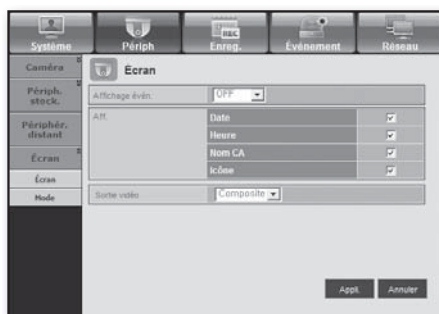 Système Périph Enreg. Événement Réseau
Caméra
Périph. stock.
Périphér. distant
Écran
Écran
Mode
Écran
Affichage évén. OFF
Aff. Date
Heure
Nom CA
Icône
Sortie vidéo Composite
Appl. Annuler